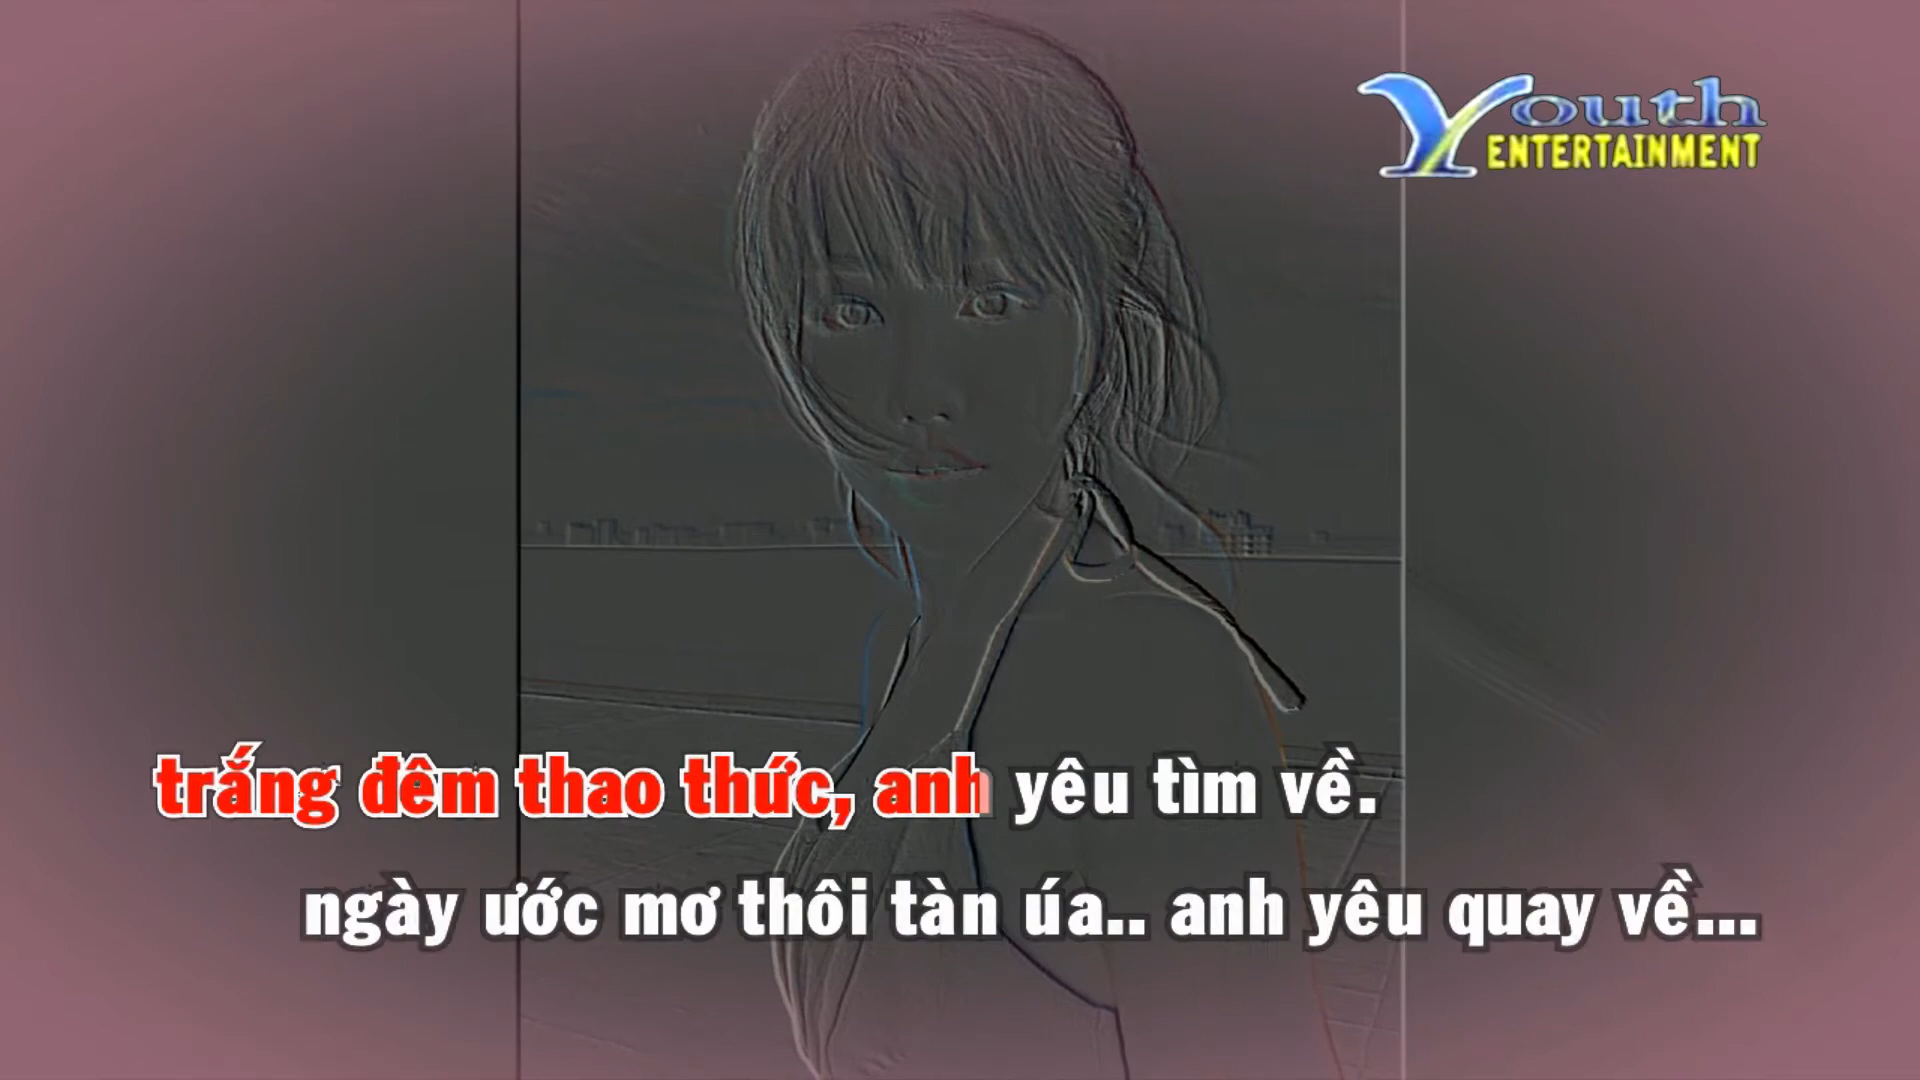 Youth
ENTERTAINMENT
trắng đêm thao thức, anh yêu tìm về.
ngày ước mơ thôi tàn úa.. anh yêu quay về...